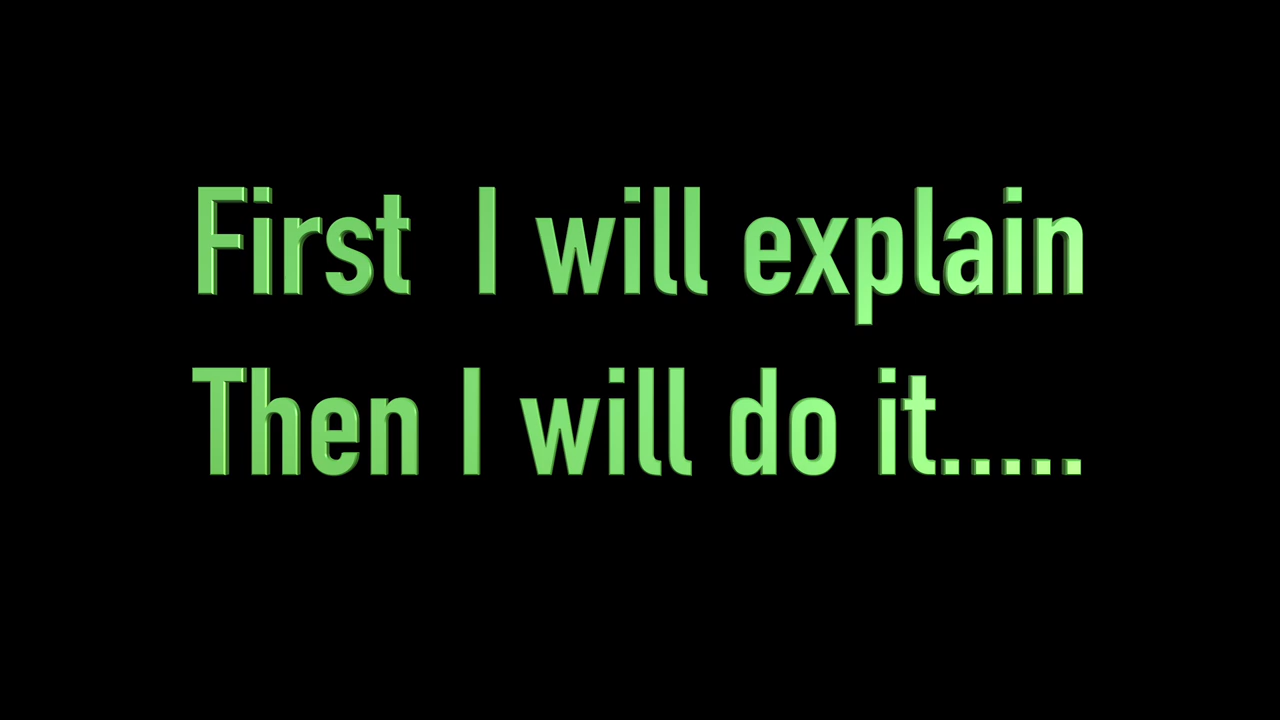 First  I will explain
Then I will do it.....